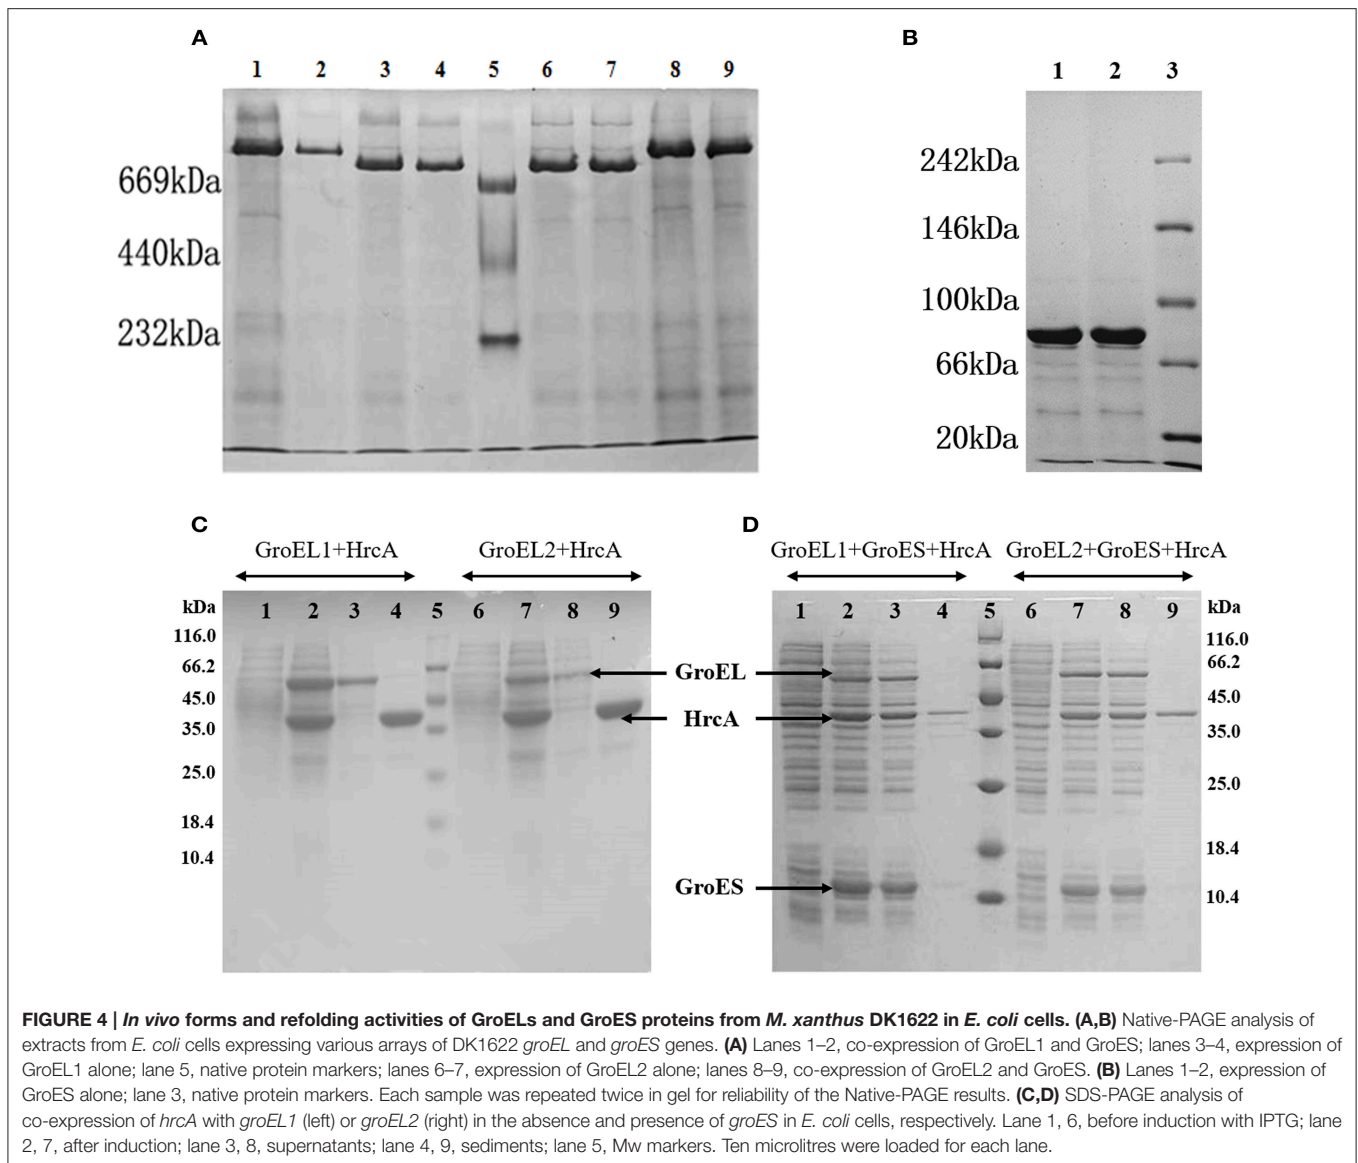 A
1 2 3 4 5 6 7 8 9
669kDa
440kDa
232kDa
B
1 2 3
242kDa
146kDa
100kDa
66kDa
20kDa
C
GroEL1+HrcA GroEL2+HrcA
kDa 1 2 3 4 5 6 7 8 9
116.0
66.2
45.0
35.0
25.0
18.4
10.4
GroEL
HrcA
GroES
D
GroEL1+GroES+HrcA GroEL2+GroES+HrcA
1 2 3 4 5 6 7 8 9 kDa
116.0
66.2
45.0
35.0
25.0
18.4
10.4
FIGURE 4 | In vivo forms and refolding activities of GroELs and GroES proteins from M. xanthus DK1622 in E. coli cells. (A,B) Native-PAGE analysis of
extracts from E. coli cells expressing various arrays of DK1622 groEL and groES genes. (A) Lanes 1–2, co-expression of GroEL1 and GroES; lanes 3–4, expression of
GroEL1 alone; lane 5, native protein markers; lanes 6–7, expression of GroEL2 alone; lanes 8–9, co-expression of GroEL2 and GroES. (B) Lanes 1–2, expression of
GroES alone; lane 3, native protein markers. Each sample was repeated twice in gel for reliability of the Native-PAGE results. (C,D) SDS-PAGE analysis of
co-expression of hrcA with groEL1 (left) or groEL2 (right) in the absence and presence of groES in E. coli cells, respectively. Lane 1, 6, before induction with IPTG; lane
2, 7, after induction; lane 3, 8, supernatants; lane 4, 9, sediments; lane 5, Mw markers. Ten microlitres were loaded for each lane.